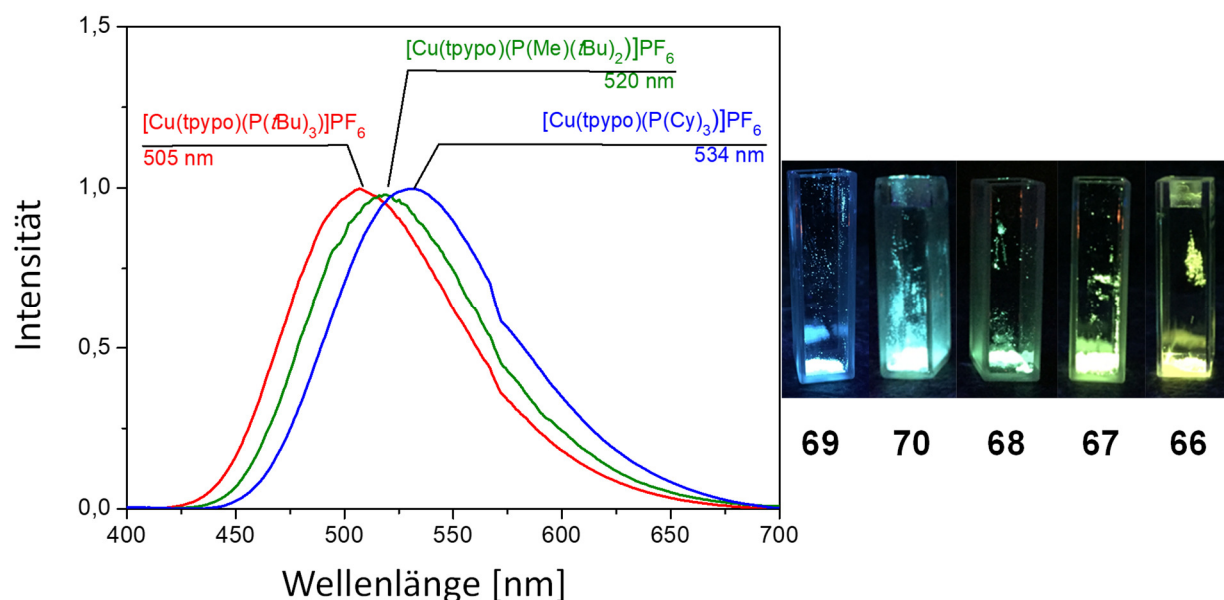 1,5
[Cu(tpypo)(P(Me)(tBu)₂)]PF₆
520 nm
[Cu(tpypo)(P(tBu)₃)]PF₆
505 nm
[Cu(tpypo)(P(Cy)₃)]PF₆
534 nm
1,0
Intensität
0,5
0,0
400 450 500 550 600 650 700
Wellenlänge [nm]
69 70 68 67 66